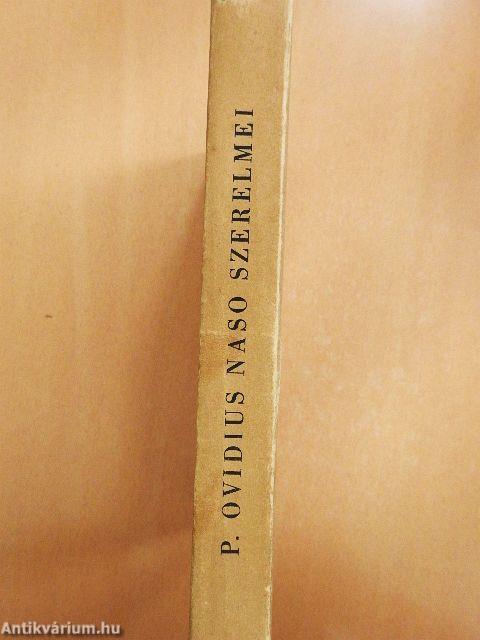 P. OVIDIUS NASO SZERELMEI
Antikvárium.hu